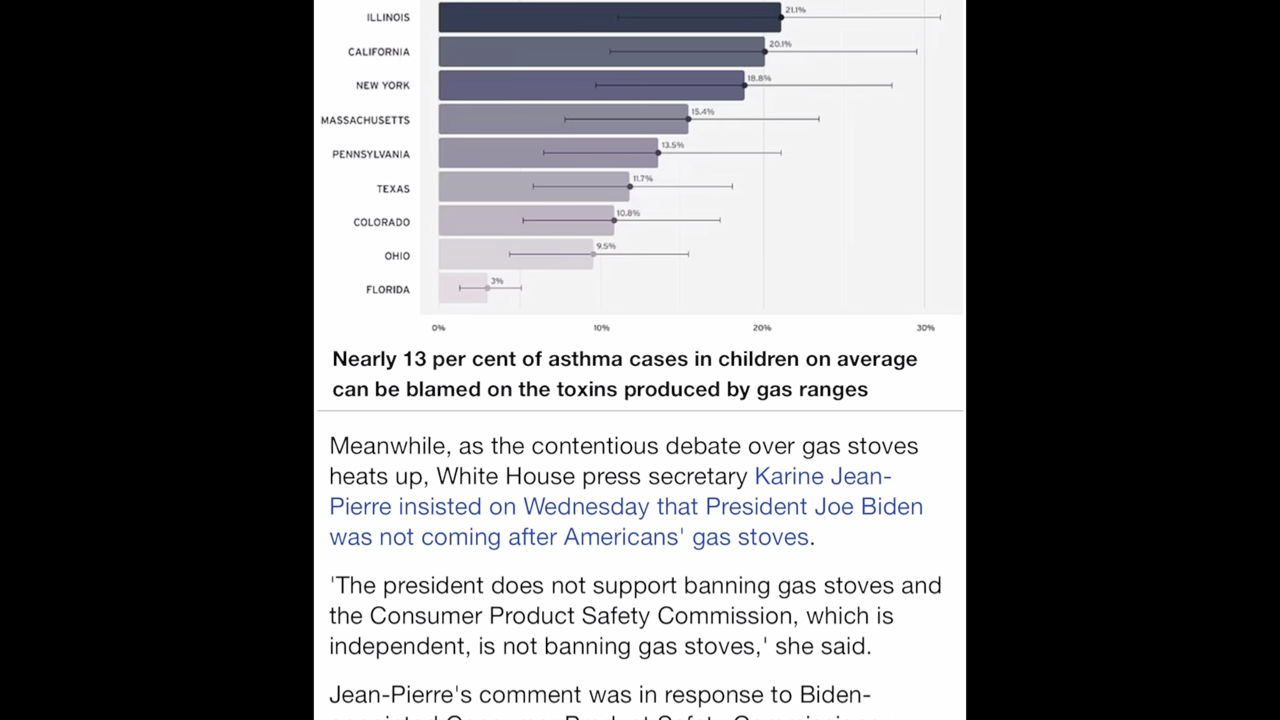 ILLINOIS 21.1%
CALIFORNIA 20.1%
NEW YORK 18.8%
MASSACHUSETTS 15.4%
PENNSYLVANIA 13.5%
TEXAS 11.7%
COLORADO 10.8%
OHIO 9.5%
FLORIDA 3%
0% 10% 20% 30%
Nearly 13 per cent of asthma cases in children on average
can be blamed on the toxins produced by gas ranges
Meanwhile, as the contentious debate over gas stoves
heats up, White House press secretary Karine Jean-
Pierre insisted on Wednesday that President Joe Biden
was not coming after Americans' gas stoves.
'The president does not support banning gas stoves and
the Consumer Product Safety Commission, which is
independent, is not banning gas stoves,' she said.
Jean-Pierre's comment was in response to Biden-